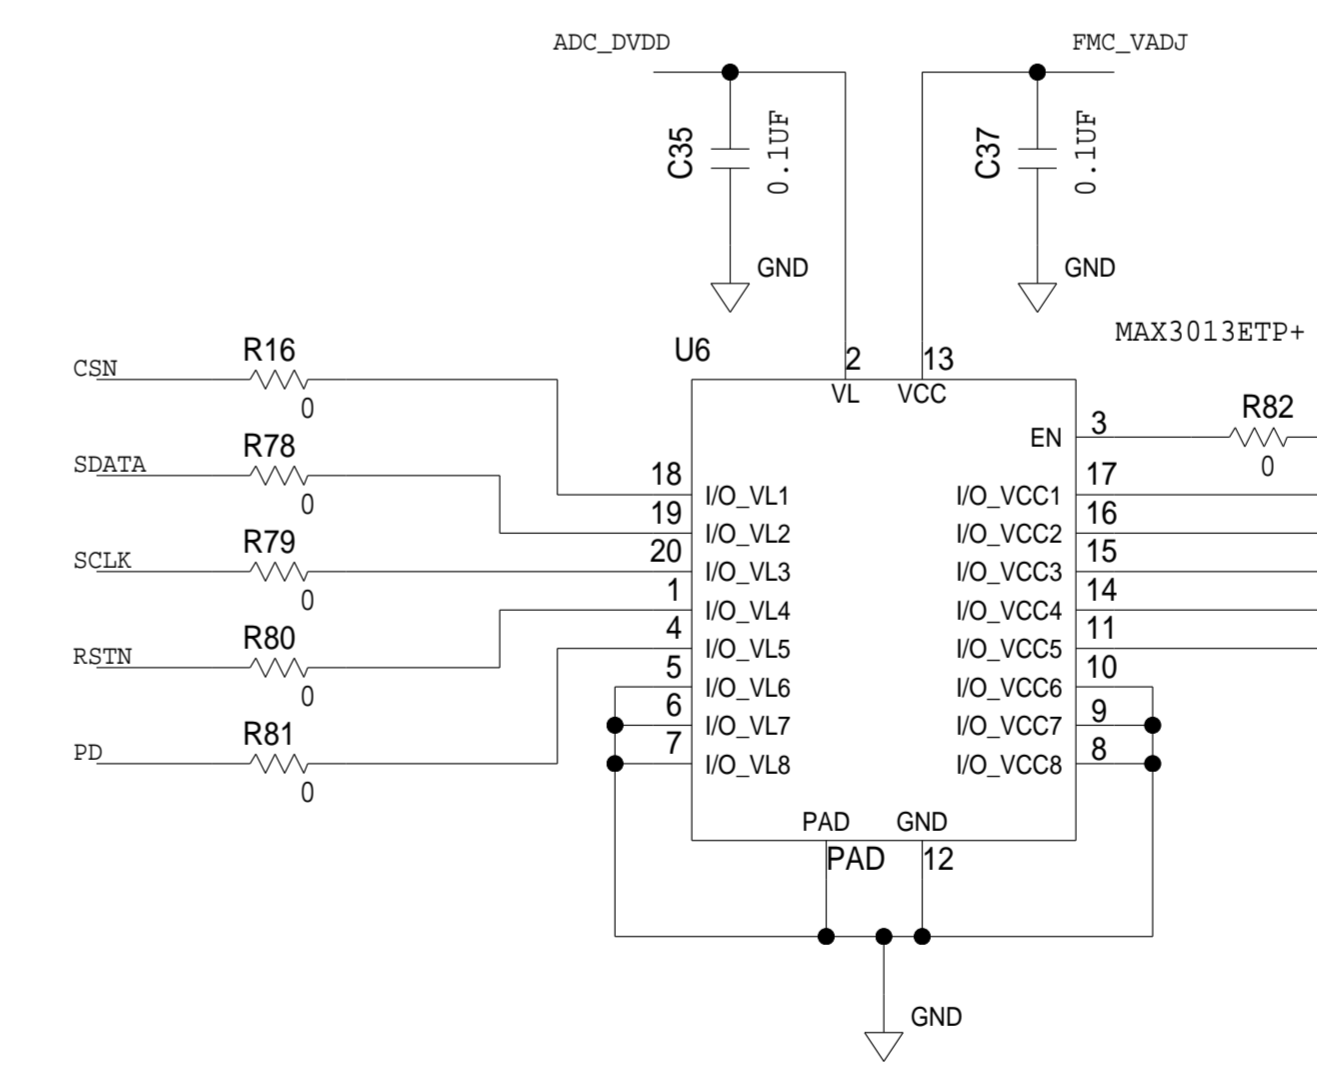 ADC_DVDD
FMC_VADJ
C35
0.1UF
C37
0.1UF
GND
GND
MAX3013ETP+
U6
2
13
VL
VCC
CSN
R16
0
EN
3
R82
0
SDATA
R78
0
18
I/O_VL1
I/O_VCC1
17
19
I/O_VL2
I/O_VCC2
16
SCLK
R79
0
20
I/O_VL3
I/O_VCC3
15
1
I/O_VL4
I/O_VCC4
14
RSTN
R80
0
4
I/O_VL5
I/O_VCC5
11
5
I/O_VL6
I/O_VCC6
10
6
I/O_VL7
I/O_VCC7
9
PD
R81
0
7
I/O_VL8
I/O_VCC8
8
PAD
GND
PAD
12
GND